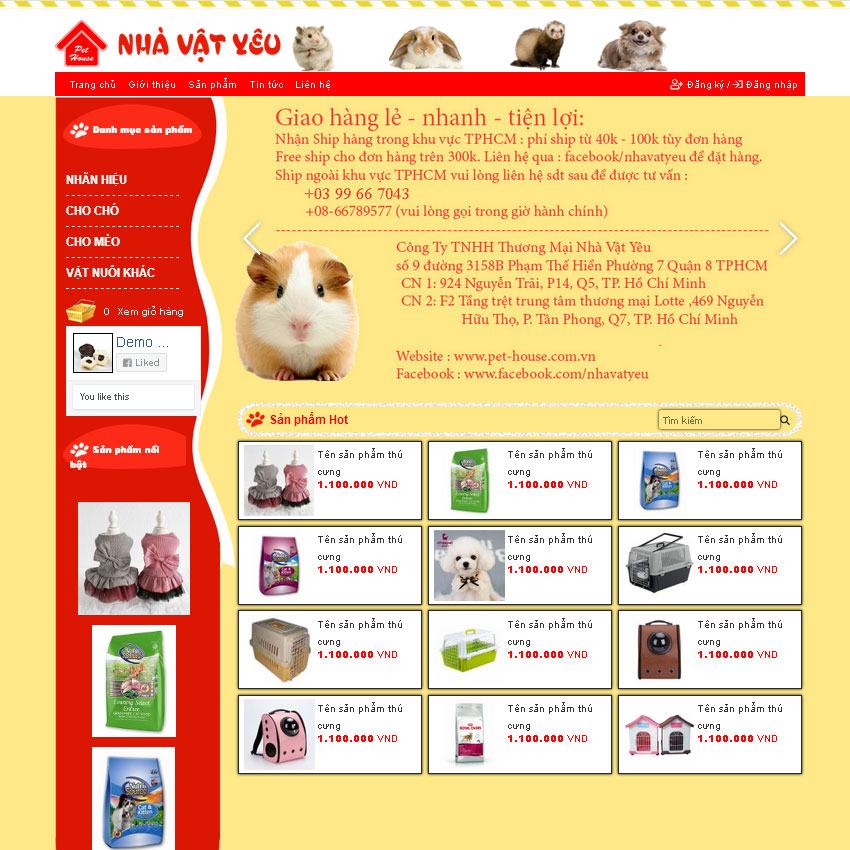 Pet
House
NHÀ VẬT YÊU
Trang chủ Giới thiệu Sản phẩm Tin tức Liên hệ
Đăng ký / Đăng nhập
Danh mục sản phẩm
NHÃN HIỆU
CHO CHÓ
CHO MÈO
VẬT NUÔI KHÁC
0 Xem giỏ hàng
Demo ...
Liked
You like this
Sản phẩm nổi
bột
Giao hàng lẻ - nhanh - tiện lợi:
Nhận Ship hàng trong khu vực TPHCM : phí ship từ 40k - 100k tùy đơn hàng
Free ship cho đơn hàng trên 300k. Liên hệ qua : facebook/nhavatyeu để đặt hàng.
Ship ngoài khu vực TPHCM vui lòng liên hệ sdt sau để được tư vấn :
+03 99 66 7043
+08-66789577 (vui lòng gọi trong giờ hành chính)
Công Ty TNHH Thương Mại Nhà Vật Yêu
số 9 đường 3158B Phạm Thế Hiển Phường 7 Quận 8 TPHCM
CN 1: 924 Nguyễn Trãi, P14, Q5, TP. Hồ Chí Minh
CN 2: F2 Tầng trệt trung tâm thương mại Lotte ,469 Nguyễn
Hữu Thọ, P. Tân Phong, Q7, TP. Hồ Chí Minh
Website : www.pet-house.com.vn
Facebook : www.facebook.com/nhavatyeu
Sản phẩm Hot
Tìm kiếm
Tên sản phẩm thú
cưng
1.100.000 VND
Tên sản phẩm thú
cưng
1.100.000 VND
Tên sản phẩm thú
cưng
1.100.000 VND
Tên sản phẩm thú
cưng
1.100.000 VND
Tên sản phẩm thú
cưng
1.100.000 VND
Tên sản phẩm thú
cưng
1.100.000 VND
Tên sản phẩm thú
cưng
1.100.000 VND
Tên sản phẩm thú
cưng
1.100.000 VND
Tên sản phẩm thú
cưng
1.100.000 VND
Tên sản phẩm thú
cưng
1.100.000 VND
Tên sản phẩm thú
cưng
1.100.000 VND
Tên sản phẩm thú
cưng
1.100.000 VND
ROYAL CANIN
Cat &
Kitten